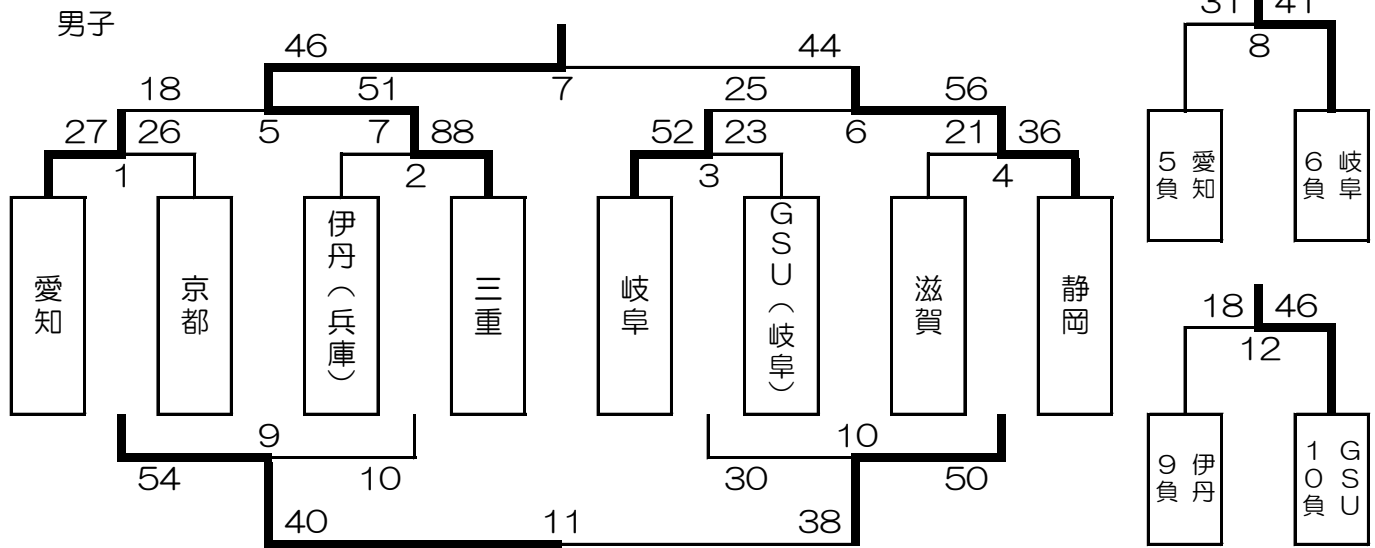 男子
31 41
8
46 44
7
18 51 25 56
5 6
27 26 7 88 52 23 21 36
1 2 3 4
愛知
京都
伊丹（兵庫）
三重
岐阜
GSU（岐阜）
滋賀
静岡
愛知
5負
岐阜
6負
18 46
12
伊丹
9負
GSU
10負
9 10
54 10 30 50
40 11 38